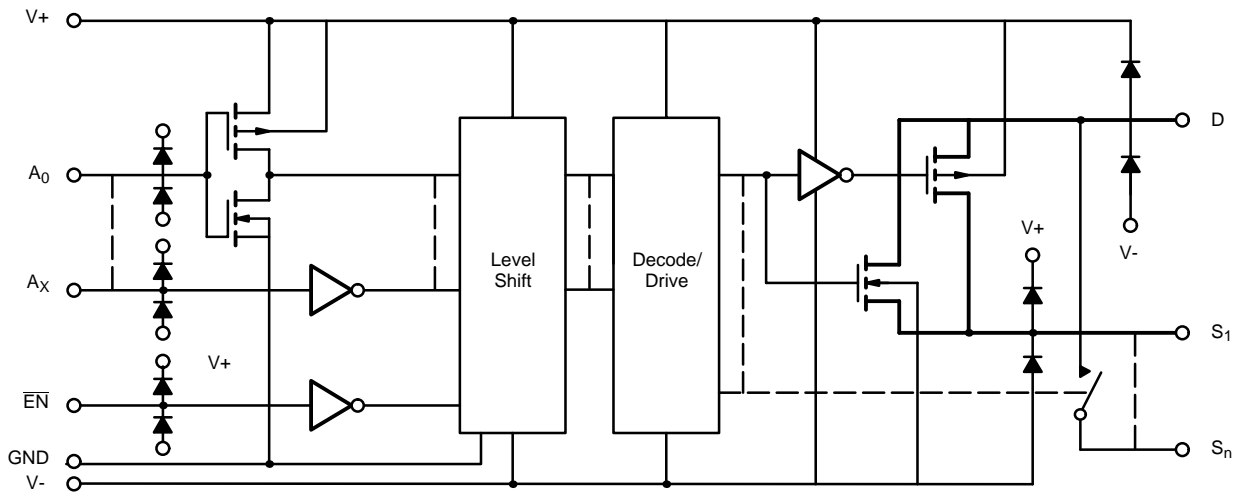 V+
D
A0
V+
Level
Shift
Decode/
Drive
V-
AX
S1
V+
EN
Sn
GND
V-